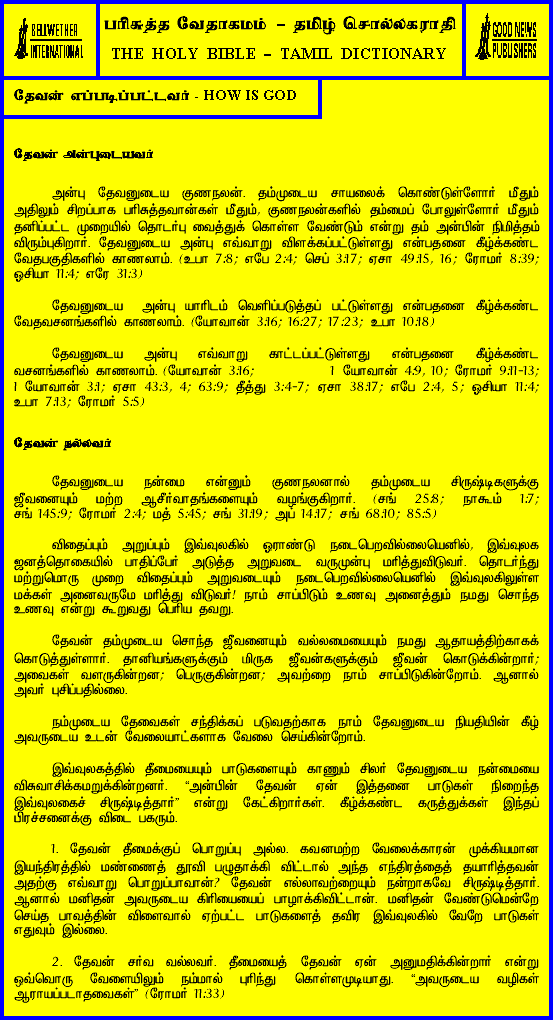 BELLWETHER
INTERNATIONAL
பரிசுத்த வேதாகமம் – தமிழ் சொல்லகராதி
THE HOLY BIBLE – TAMIL DICTIONARY
GOOD NEWS
PUBLISHERS
தேவன் எப்படிப்பட்டவர் - HOW IS GOD
தேவன் அன்புடையவர்
அன்பு தேவனுடைய குணநலன். தம்முடைய சாயலைக் கொண்டுள்ளோர் மீதும்
அதிலும் சிறப்பாக பரிசுத்தவான்கள் மீதும், குணநலன்களில் தம்மைப் போலுள்ளோர் மீதும்
தனிப்பட்ட முறையில் தொடர்பு வைத்துக் கொள்ள வேண்டும் என்று தம் அன்பின் நிமித்தம்
விரும்புகிறார். தேவனுடைய அன்பு எவ்வாறு விளக்கப்பட்டுள்ளது என்பதனை கீழ்க்கண்ட
வேதபகுதிகளில் காணலாம். (உபா 7:8; எபே 2:4; செப் 3:17; ஏசா 49:15, 16; ரோமர் 8:39;
ஓசியா 11:4; எரே 31:3)
தேவனுடைய அன்பு யாரிடம் வெளிப்படுத்தப் பட்டுள்ளது என்பதனை கீழ்க்கண்ட
வேதவசனங்களில் காணலாம். (யோவான் 3:16; 16:27; 17:23; உபா 10:18)
தேவனுடைய அன்பு எவ்வாறு காட்டப்பட்டுள்ளது என்பதனை கீழ்க்கண்ட
வசனங்களில் காணலாம். (யோவான் 3:16; 1 யோவான் 4:9, 10; ரோமர் 9:11-13;
1 யோவான் 3:1; ஏசா 43:3, 4; 63:9; தீத்து 3:4-7; ஏசா 38:17; எபே 2:4, 5; ஓசியா 11:4;
உபா 7:13; ரோமர் 5:5)
தேவன் நல்லவர்
தேவனுடைய நன்மை என்னும் குணநலனால் தம்முடைய சிருஷ்டிகளுக்கு
ஜீவனையும் மற்ற ஆசீர்வாதங்களையும் வழங்குகிறார். (சங் 25:8; நாகூம் 1:7;
சங் 145:9; ரோமர் 2:4; மத் 5:45; சங் 31:19; அப் 14:17; சங் 68:10; 85:5)
விதைப்பும் அறுப்பும் இவ்வுலகில் ஓராண்டு நடைபெறவில்லையெனில், இவ்வுலக
ஜனத்தொகையில் பாதிப்பேர் அடுத்த அறுவடை வருமுன்பு மரித்துவிடுவர். தொடர்ந்து
மற்றுமொரு முறை விதைப்பும் அறுவடையும் நடைபெறவில்லையெனில் இவ்வுலகிலுள்ள
மக்கள் அனைவருமே மரித்து விடுவர்! நாம் சாப்பிடும் உணவு அனைத்தும் நமது சொந்த
உணவு என்று கூறுவது பெரிய தவறு.
தேவன் தம்முடைய சொந்த ஜீவனையும் வல்லமையையும் நமது ஆதாயத்திற்காகக்
கொடுத்துள்ளார். தானியங்களுக்கும் மிருக ஜீவன்களுக்கும் ஜீவன் கொடுக்கின்றார்;
அவைகள் வளருகின்றன; பெருகுகின்றன; அவற்றை நாம் சாப்பிடுகின்றோம். ஆனால்
அவர் புசிப்பதில்லை.
நம்முடைய தேவைகள் சந்திக்கப் படுவதற்காக நாம் தேவனுடைய நியதியின் கீழ்
அவருடைய உடன் வேலையாட்களாக வேலை செய்கின்றோம்.
இவ்வுலகத்தில் தீமையையும் பாடுகளையும் காணும் சிலர் தேவனுடைய நன்மையை
விசுவாசிக்கமறுக்கின்றனர். “அன்பின் தேவன் ஏன் இத்தனை பாடுகள் நிறைந்த
இவ்வுலகைச் சிருஷ்டித்தார்” என்று கேட்கிறார்கள். கீழ்க்கண்ட கருத்துக்கள் இந்தப்
பிரச்சனைக்கு விடை பகரும்.
1. தேவன் தீமைக்குப் பொறுப்பு அல்ல. கவனமற்ற வேலைக்காரன் முக்கியமான
இயந்திரத்தில் மண்ணைத் தூவி பழுதாக்கி விட்டால் அந்த எந்திரத்தைத் தயாரித்தவன்
அதற்கு எவ்வாறு பொறுப்பாவான்? தேவன் எல்லாவற்றையும் நன்றாகவே சிருஷ்டித்தார்.
ஆனால் மனிதன் அவருடைய கிரியையைப் பாழாக்கிவிட்டான். மனிதன் வேண்டுமென்றே
செய்த பாவத்தின் விளைவால் ஏற்பட்ட பாடுகளைத் தவிர இவ்வுலகில் வேறே பாடுகள்
எதுவும் இல்லை.
2. தேவன் சர்வ வல்லவர். தீமையைத் தேவன் ஏன் அனுமதிக்கின்றார் என்று
ஒவ்வொரு வேளையிலும் நம்மால் புரிந்து கொள்ளமுடியாது. “அவருடைய வழிகள்
ஆராயப்படாதவைகள்” (ரோமர் 11:33)